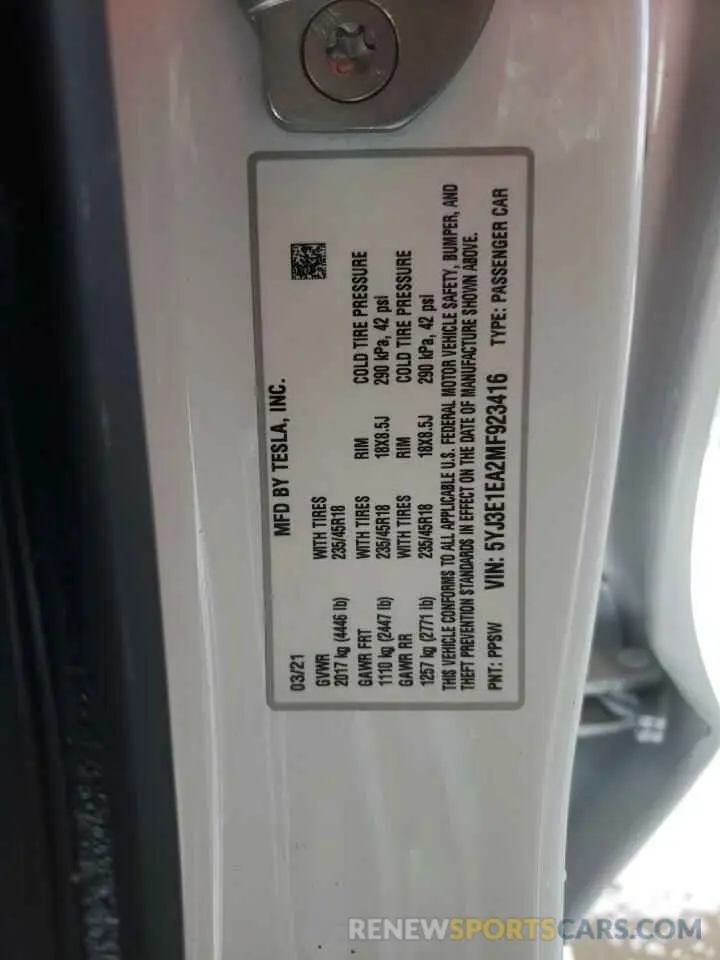 MFD BY TESLA, INC.
03/21
GVWR WITH TIRES
2017 kg (4446 lb) 235/45R18
GAWR FRT WITH TIRES RIM COLD TIRE PRESSURE
1110 kg (2447 lb) 235/45R18 18X8.5J 290 kPa, 42 psi
GAWR RR WITH TIRES RIM COLD TIRE PRESSURE
1257 kg (2771 lb) 235/45R18 18X8.5J 290 kPa, 42 psi
THIS VEHICLE CONFORMS TO ALL APPLICABLE U.S. FEDERAL MOTOR VEHICLE SAFETY, BUMPER, AND
THEFT PREVENTION STANDARDS IN EFFECT ON THE DATE OF MANUFACTURE SHOWN ABOVE.
PNT: PPSW VIN: 5YJ3E1EA2MF923416 TYPE: PASSENGER CAR
RENEWSPORTSCARS.COM